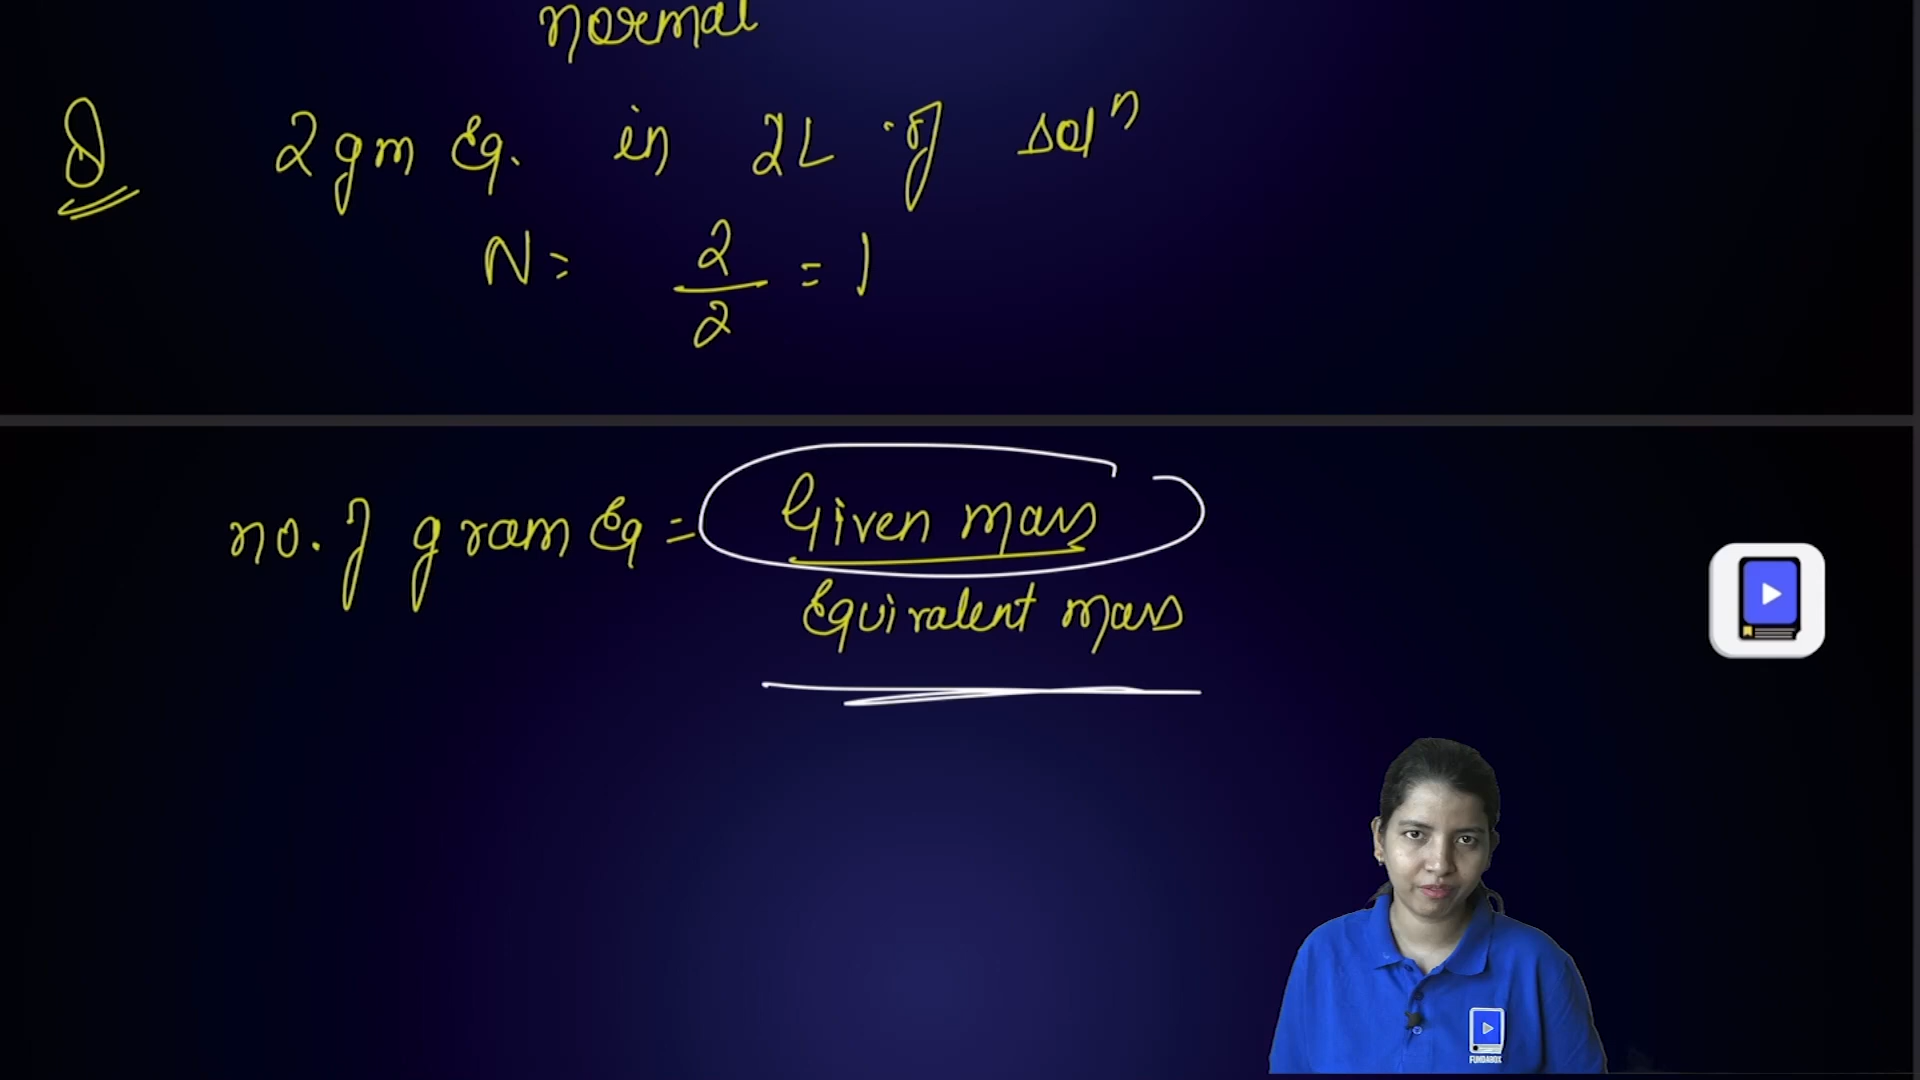 normal
Q 2 gm Eq. in 2L of solⁿ
N = 2/2 = 1
no. of gram Eq = Given mass / Equivalent mass
FUNDABOX